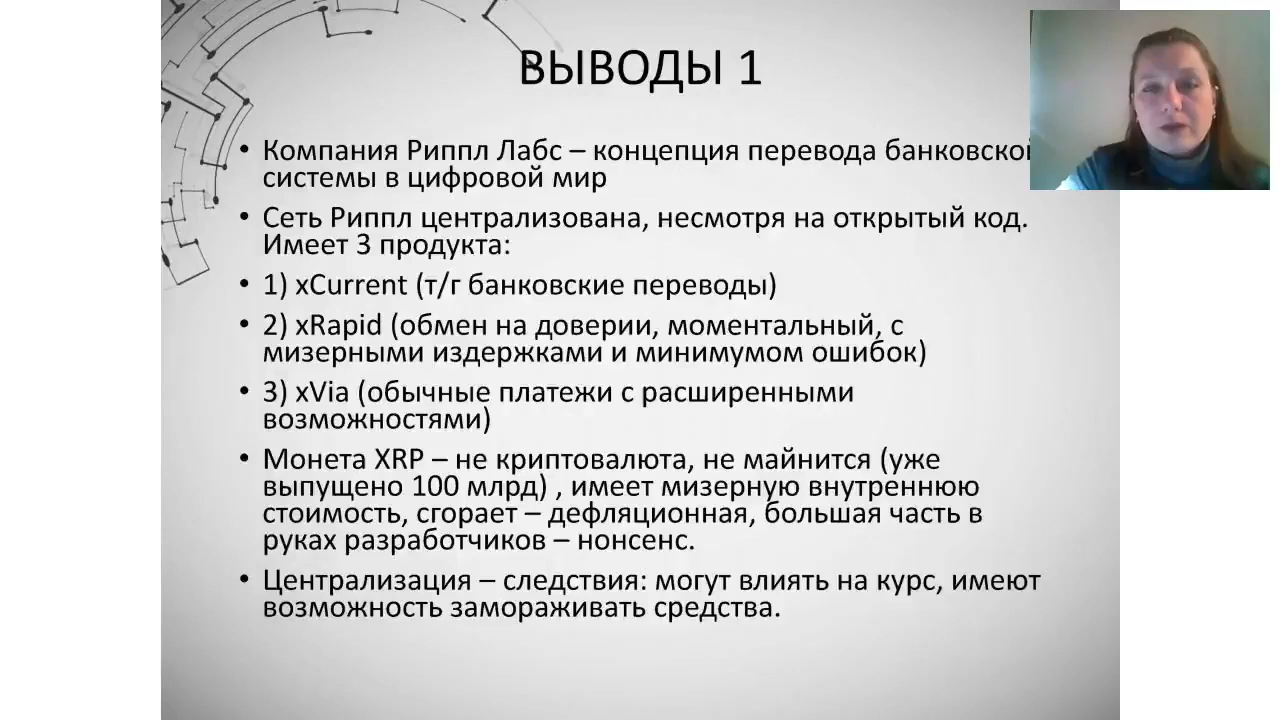 ВЫВОДЫ 1
• Компания Риппл Лабс – концепция перевода банковской
системы в цифровой мир
• Сеть Риппл централизована, несмотря на открытый код.
Имеет 3 продукта:
• 1) xCurrent (т/г банковские переводы)
• 2) xRapid (обмен на доверии, моментальный, с
мизерными издержками и минимумом ошибок)
• 3) xVia (обычные платежи с расширенными
возможностями)
• Монета XRP – не криптовалюта, не майнится (уже
выпущено 100 млрд) , имеет мизерную внутреннюю
стоимость, сгорает – дефляционная, большая часть в
руках разработчиков – нонсенс.
• Централизация – следствия: могут влиять на курс, имеют
возможность замораживать средства.